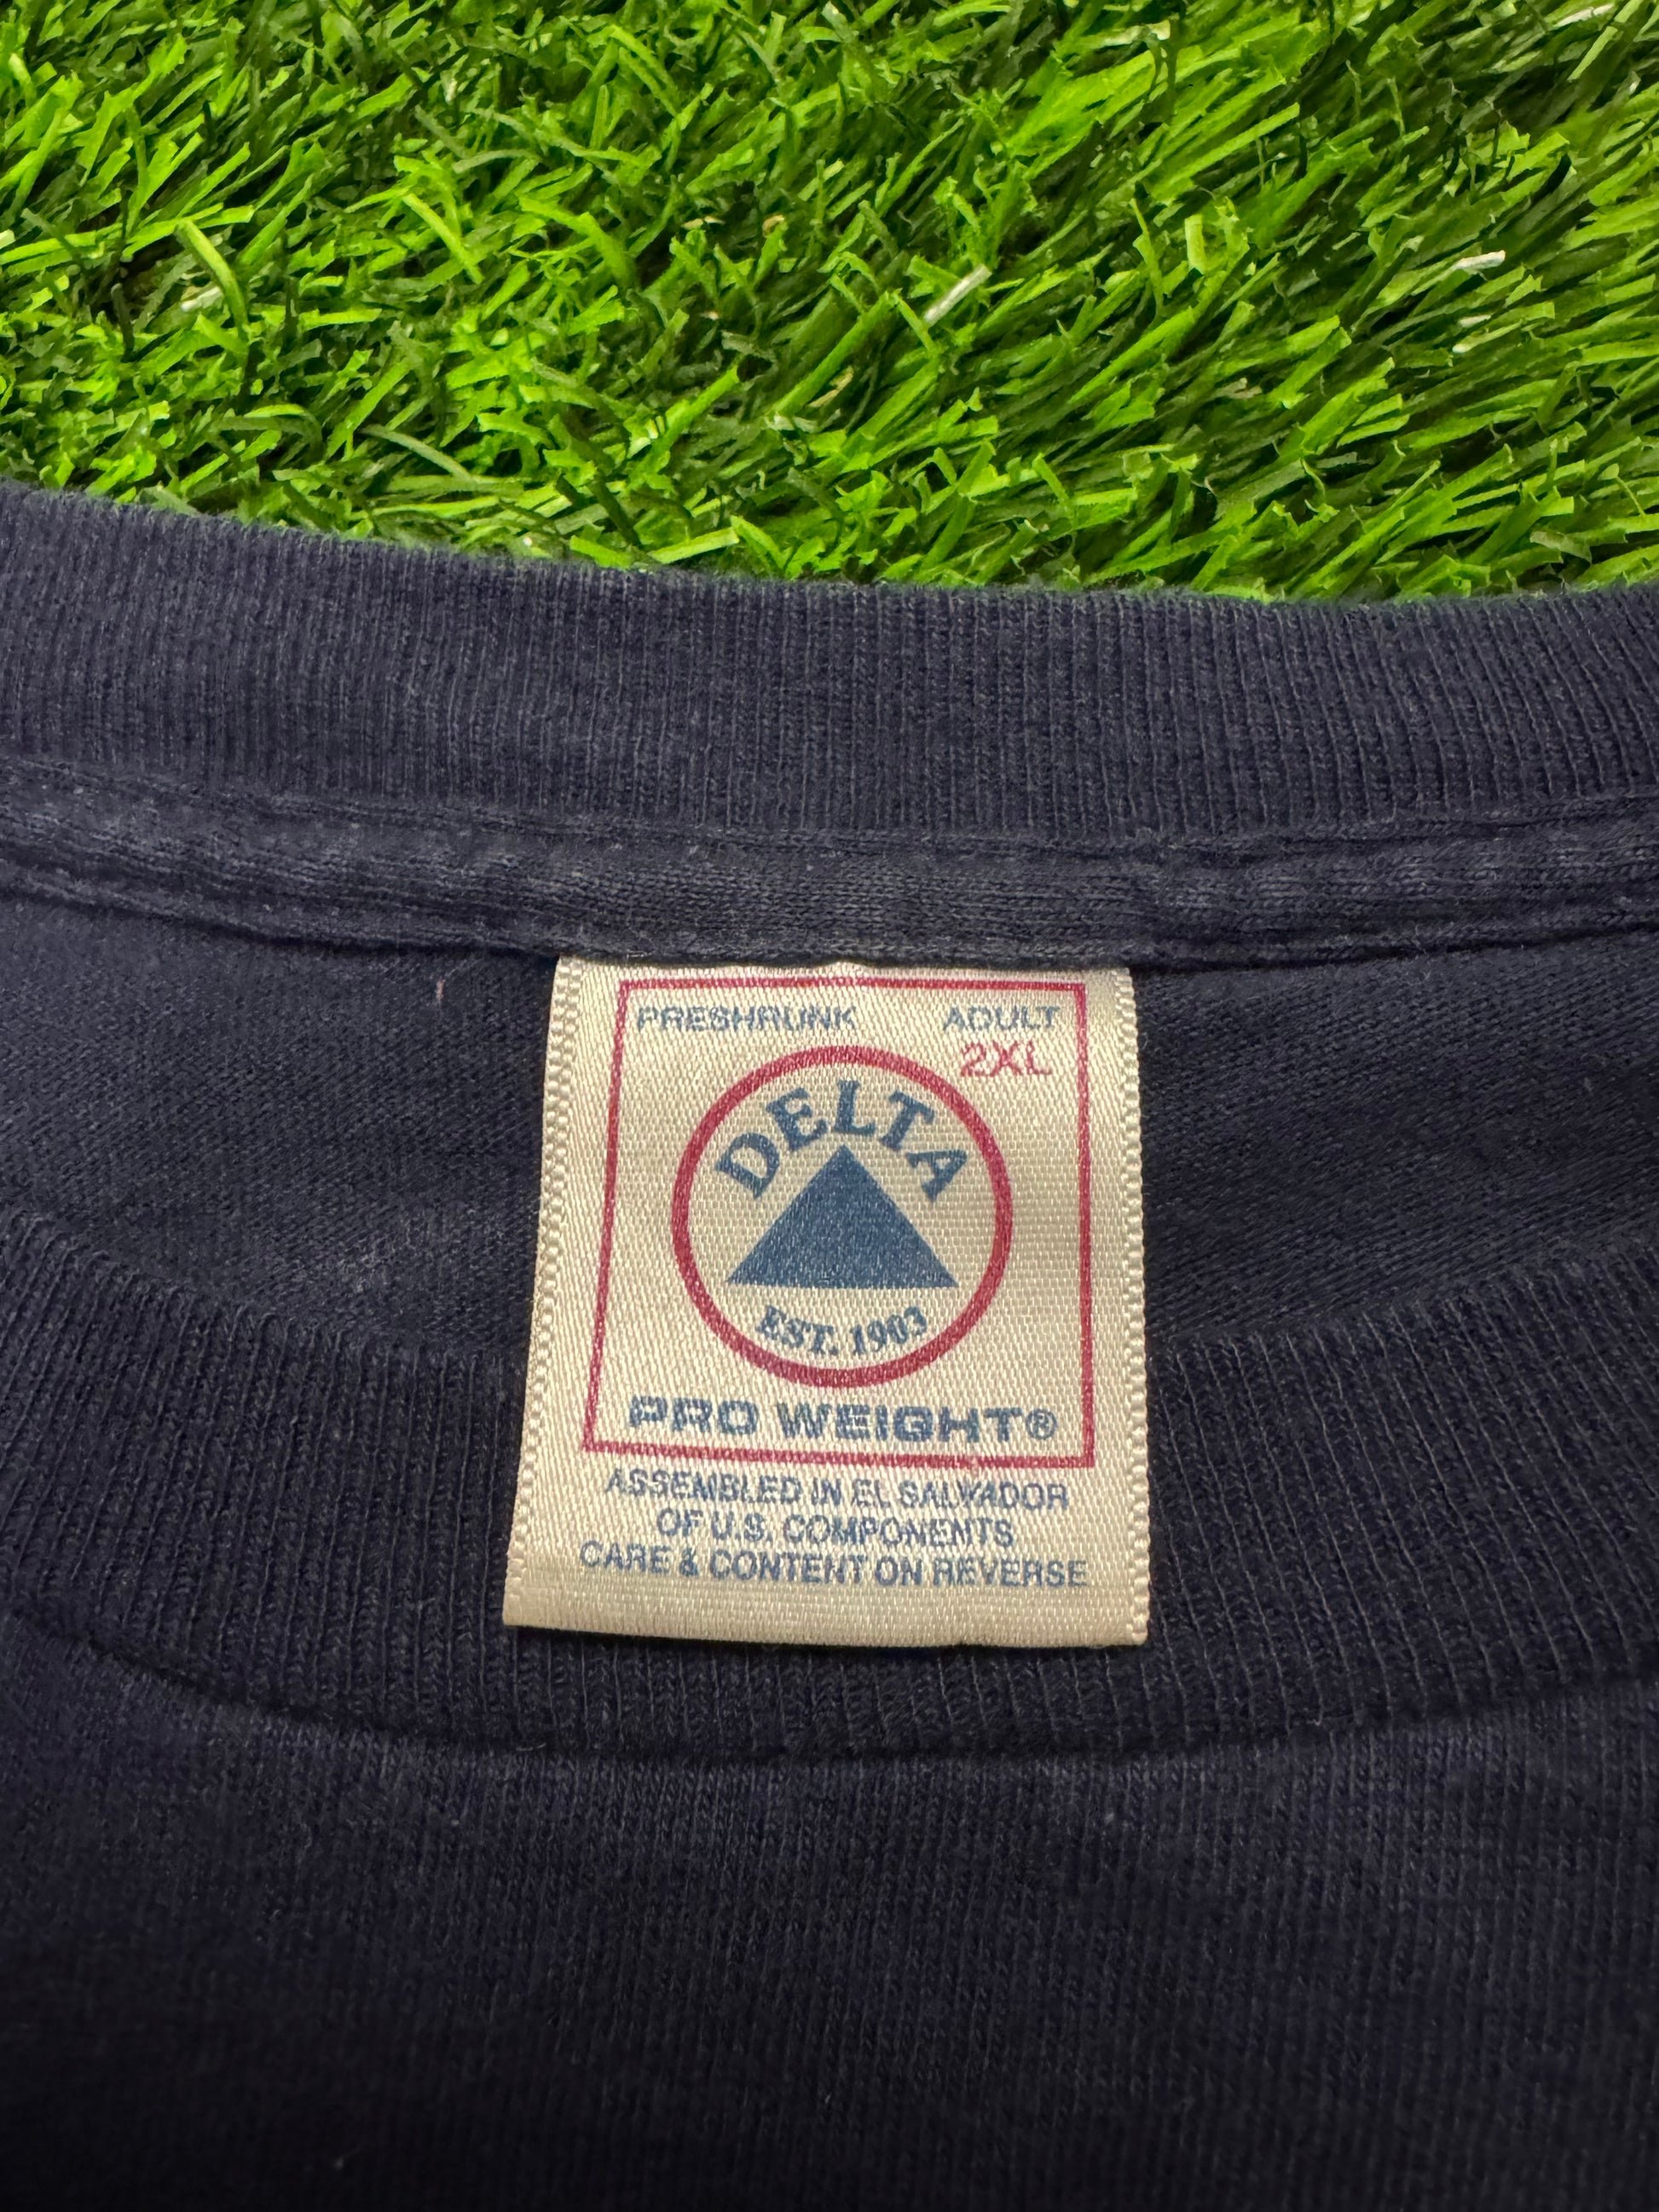 PRESHRUNK ADULT
2XL
DELTA
EST. 1903
PRO WEIGHT®
ASSEMBLED IN EL SALVADOR
OF U.S. COMPONENTS
CARE & CONTENT ON REVERSE